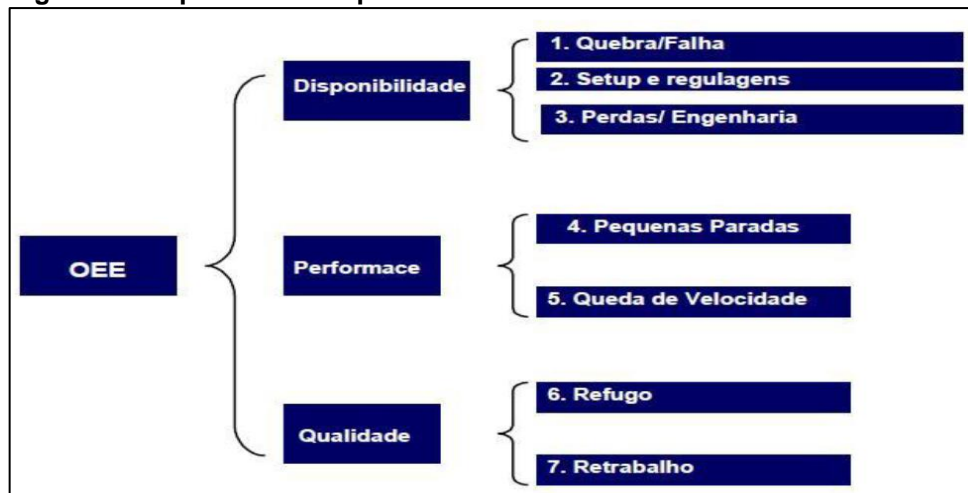 OEE
Disponibilidade
1. Quebra/Falha
2. Setup e regulagens
3. Perdas/ Engenharia
Performace
4. Pequenas Paradas
5. Queda de Velocidade
Qualidade
6. Refugo
7. Retrabalho